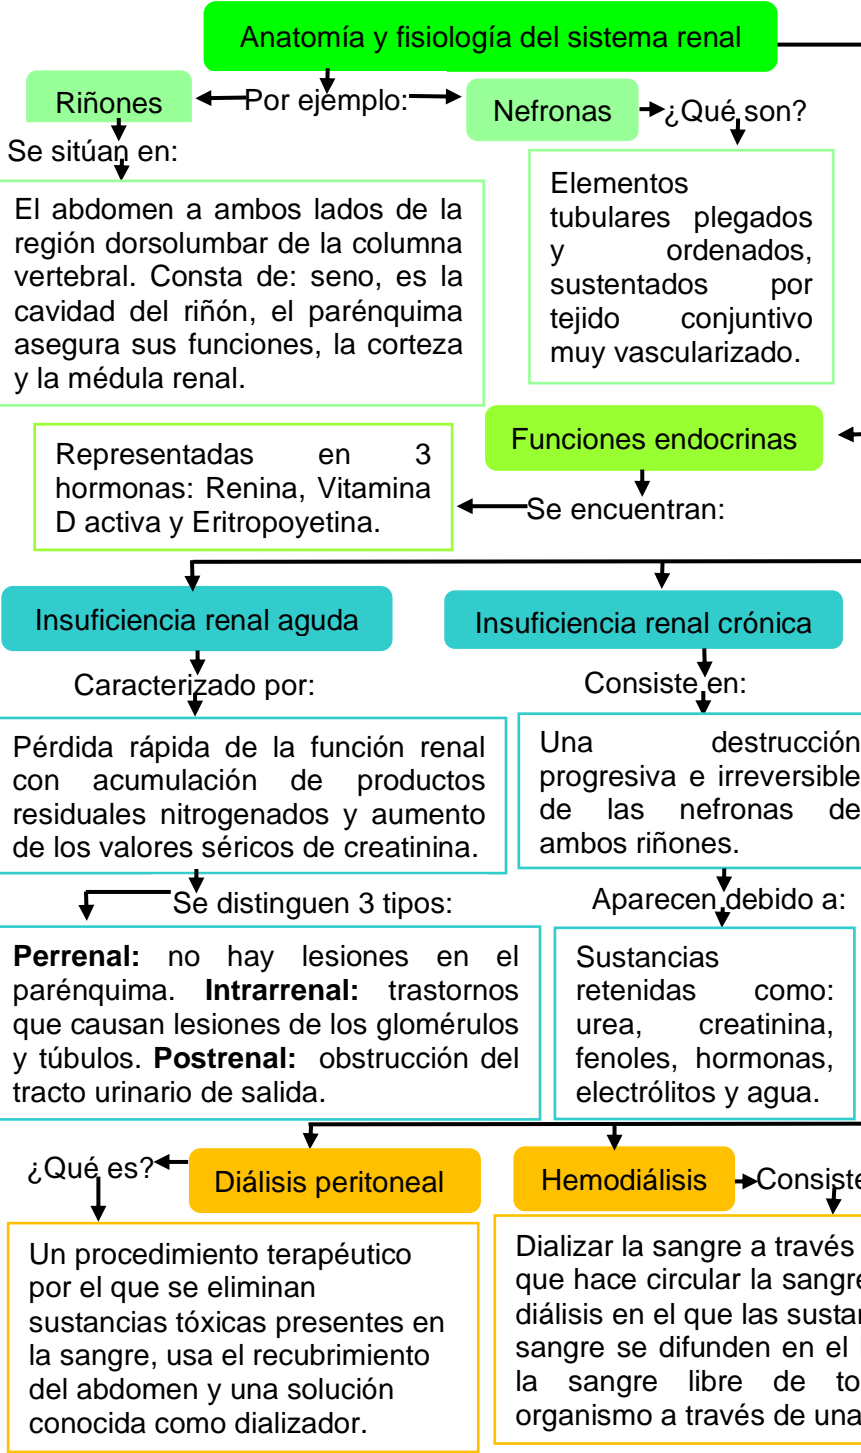 Anatomía y fisiología del sistema renal
Riñones
Por ejemplo:
Nefronas
¿Qué son?
Se sitúan en:
El abdomen a ambos lados de la
región dorsolumbar de la columna
vertebral. Consta de: seno, es la
cavidad del riñón, el parénquima
asegura sus funciones, la corteza
y la médula renal.
Elementos
tubulares plegados
y ordenados,
sustentados por
tejido conjuntivo
muy vascularizado.
Funciones endocrinas
Se encuentran:
Representadas en 3
hormonas: Renina, Vitamina
D activa y Eritropoyetina.
Insuficiencia renal aguda
Caracterizado por:
Pérdida rápida de la función renal
con acumulación de productos
residuales nitrogenados y aumento
de los valores séricos de creatinina.
Se distinguen 3 tipos:
Perrenal: no hay lesiones en el
parénquima. Intrarrenal: trastornos
que causan lesiones de los glomérulos
y túbulos. Postrenal: obstrucción del
tracto urinario de salida.
Insuficiencia renal crónica
Consiste en:
Una destrucción
progresiva e irreversible
de las nefronas de
ambos riñones.
Aparecen debido a:
Sustancias
retenidas como:
urea, creatinina,
fenoles, hormonas,
electrólitos y agua.
Diálisis peritoneal
¿Qué es?
Un procedimiento terapéutico
por el que se eliminan
sustancias tóxicas presentes en
la sangre, usa el recubrimiento
del abdomen y una solución
conocida como dializador.
Hemodiálisis
Consiste
Dializar la sangre a través
que hace circular la sangre
diálisis en el que las
sangre se difunden en el
la sangre libre de
organismo a través de una